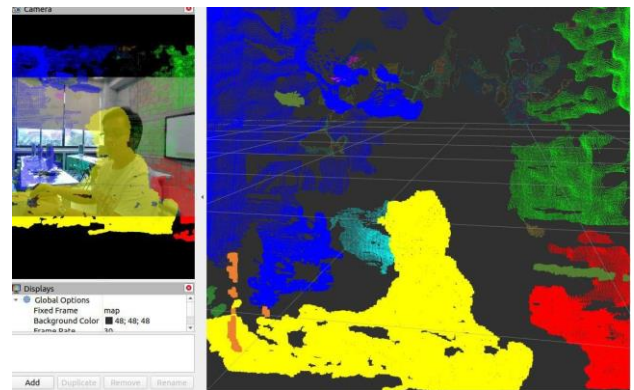 Camera
Displays
Global Options
Fixed Frame map
Background Color 48; 48; 48
Frame Rate 30
Add Duplicate Remove Rename